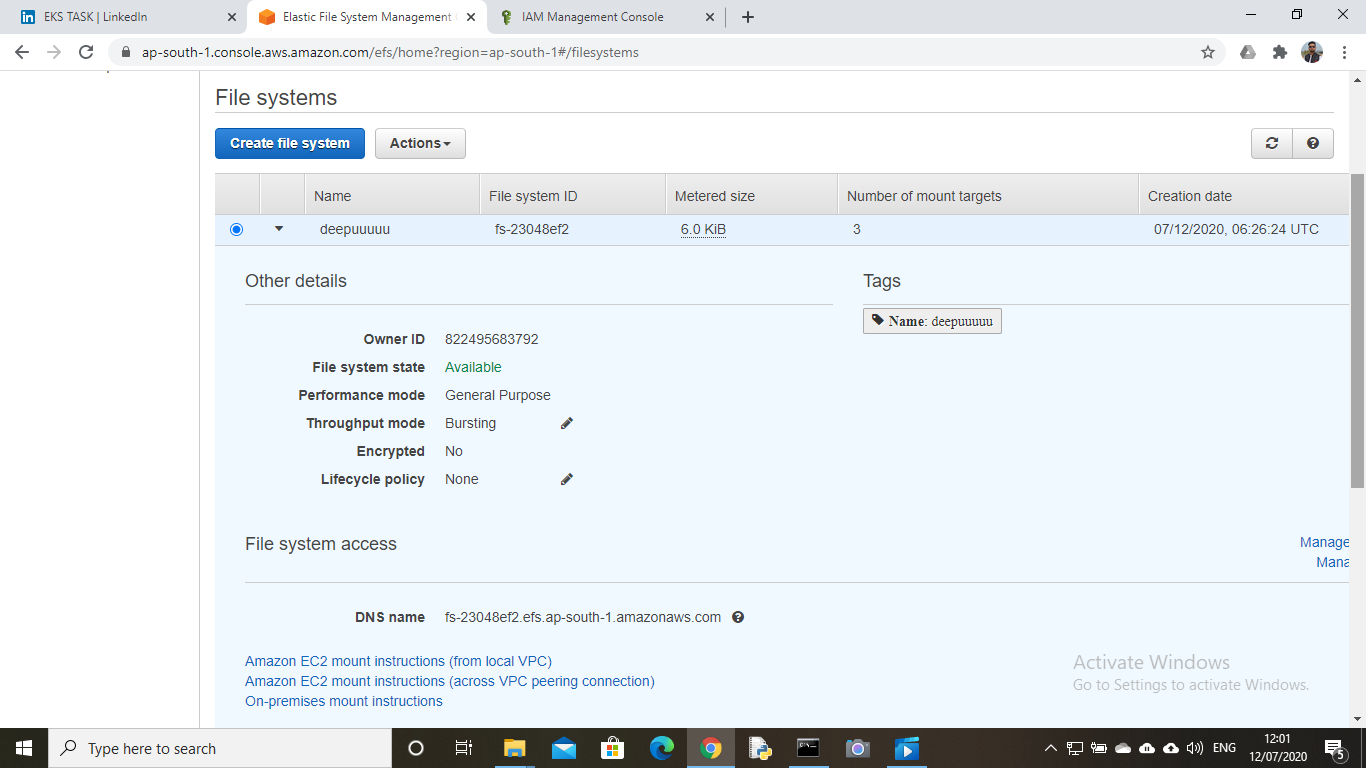 EKS TASK | LinkedIn
Elastic File System Management
IAM Management Console
ap-south-1.console.aws.amazon.com/efs/home?region=ap-south-1#/filesystems
File systems
Create file system
Actions
Name File system ID Metered size Number of mount targets Creation date
deepuuuuu fs-23048ef2 6.0 KiB 3 07/12/2020, 06:26:24 UTC
Other details
Tags
Name: deepuuuuu
Owner ID 822495683792
File system state Available
Performance mode General Purpose
Throughput mode Bursting
Encrypted No
Lifecycle policy None
File system access
Manage
Mana
DNS name fs-23048ef2.efs.ap-south-1.amazonaws.com
Amazon EC2 mount instructions (from local VPC)
Amazon EC2 mount instructions (across VPC peering connection)
On-premises mount instructions
Activate Windows
Go to Settings to activate Windows.
Type here to search
ENG
12:01
12/07/2020
5